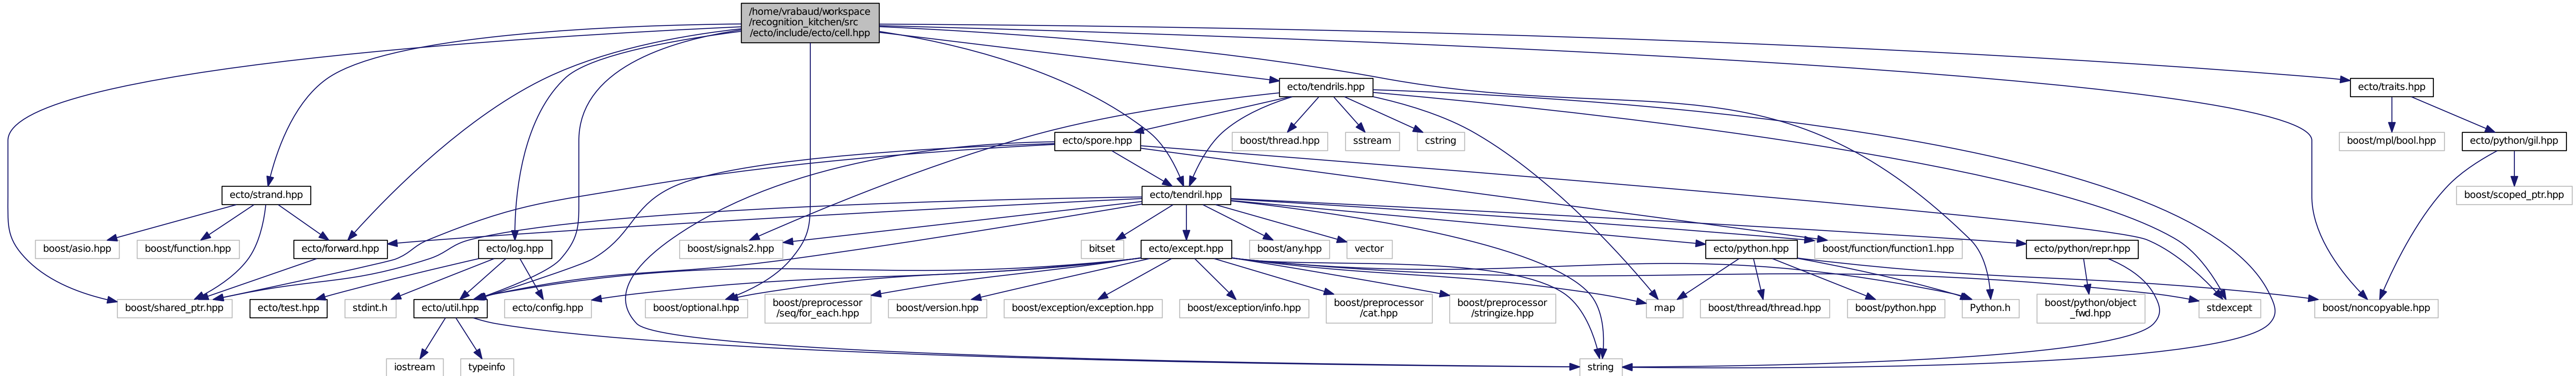 /home/vrabaud/workspace
/recognition_kitchen/src
/ecto/include/ecto/cell.hpp
ecto/tendrils.hpp
ecto/traits.hpp
ecto/spore.hpp
boost/thread.hpp
sstream
cstring
boost/mpl/bool.hpp
ecto/python/gil.hpp
ecto/strand.hpp
ecto/tendril.hpp
boost/scoped_ptr.hpp
boost/asio.hpp
boost/function.hpp
ecto/forward.hpp
ecto/log.hpp
boost/signals2.hpp
bitset
ecto/except.hpp
boost/any.hpp
vector
ecto/python.hpp
boost/function/function1.hpp
ecto/python/repr.hpp
boost/shared_ptr.hpp
ecto/test.hpp
stdint.h
ecto/util.hpp
ecto/config.hpp
boost/optional.hpp
boost/preprocessor
/seq/for_each.hpp
boost/version.hpp
boost/exception/exception.hpp
boost/exception/info.hpp
boost/preprocessor
/cat.hpp
boost/preprocessor
/stringize.hpp
map
boost/thread/thread.hpp
boost/python.hpp
Python.h
boost/python/object
_fwd.hpp
stdexcept
boost/noncopyable.hpp
iostream
typeinfo
string